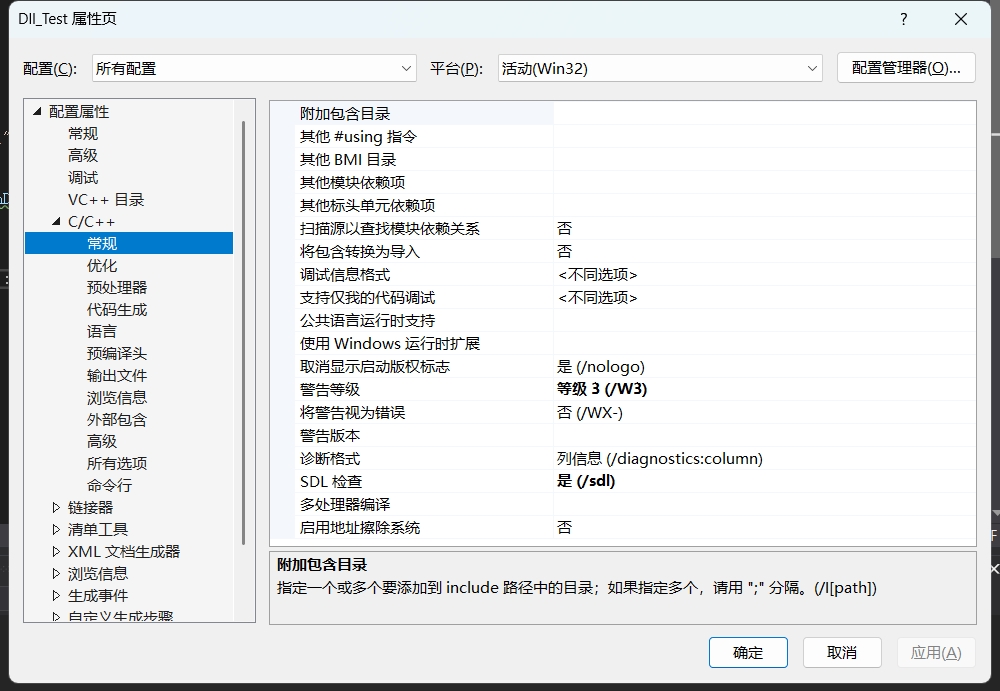 Dll_Test 属性页
?
配置(C):
所有配置
平台(P):
活动(Win32)
配置管理器(O)...
配置属性
常规
高级
调试
VC++ 目录
C/C++
常规
优化
预处理器
代码生成
语言
预编译头
输出文件
浏览信息
外部包含
高级
所有选项
命令行
链接器
清单工具
XML 文档生成器
浏览信息
生成事件
自定义生成步骤
附加包含目录
其他 #using 指令
其他 BMI 目录
其他模块依赖项
其他标头单元依赖项
扫描源以查找模块依赖关系 否
将包含转换为导入 否
调试信息格式 <不同选项>
支持仅我的代码调试 <不同选项>
公共语言运行时支持
使用 Windows 运行时扩展
取消显示启动版权标志 是 (/nologo)
警告等级 等级 3 (/W3)
将警告视为错误 否 (/WX-)
警告版本
诊断格式 列信息 (/diagnostics:column)
SDL 检查 是 (/sdl)
多处理器编译
启用地址擦除系统 否
附加包含目录
指定一个或多个要添加到 include 路径中的目录；如果指定多个，请用 ";" 分隔。(/I[path])
确定
取消
应用(A)